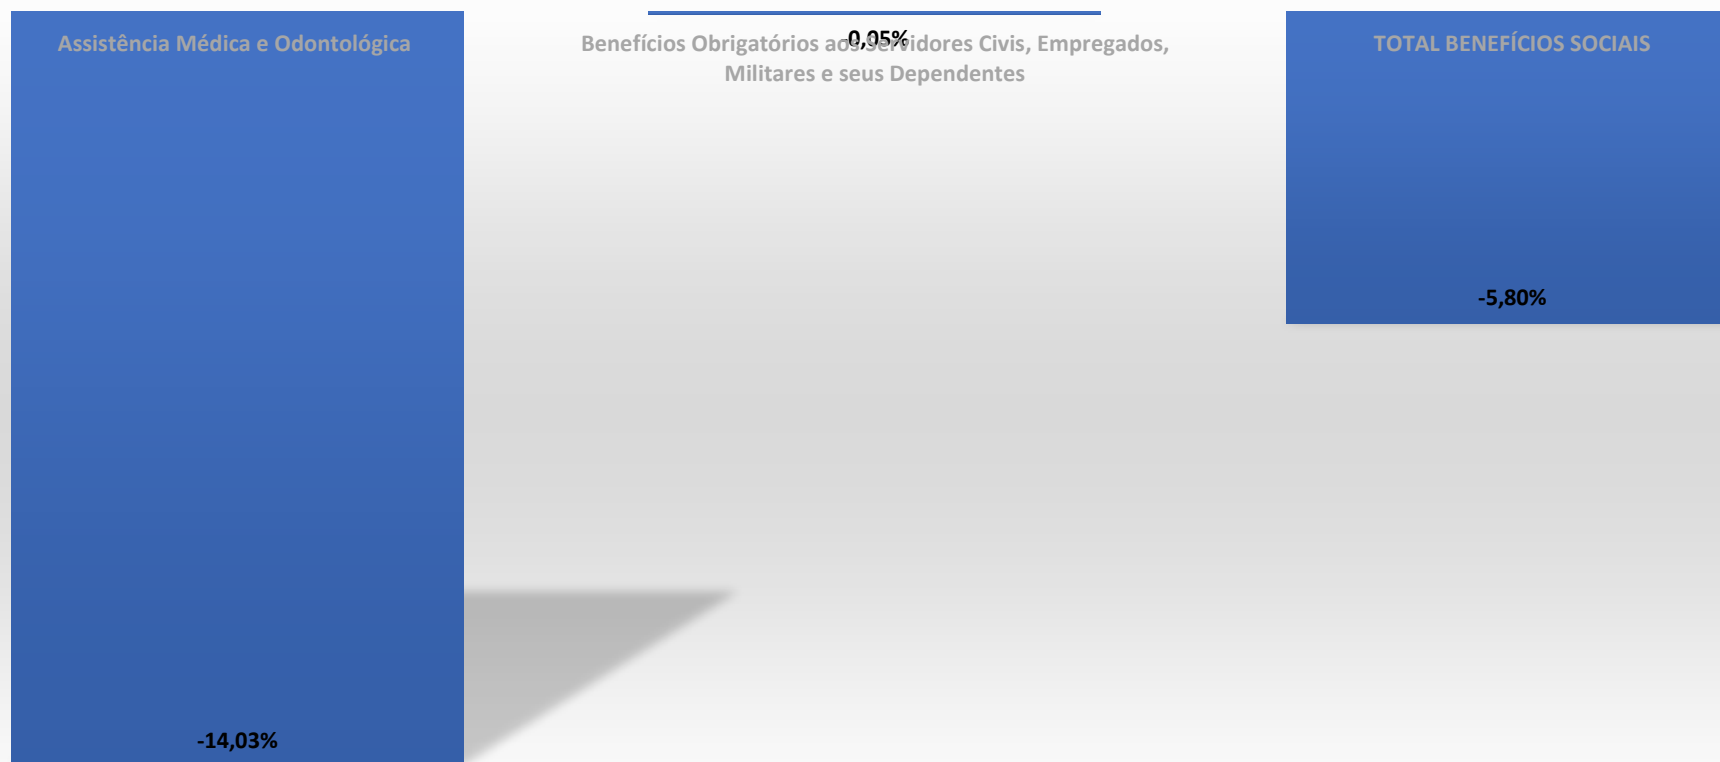 Assistência Médica e Odontológica
-0,05%
Benefícios Obrigatórios aos Servidores Civis, Empregados,
Militares e seus Dependentes
TOTAL BENEFÍCIOS SOCIAIS
-5,80%
-14,03%